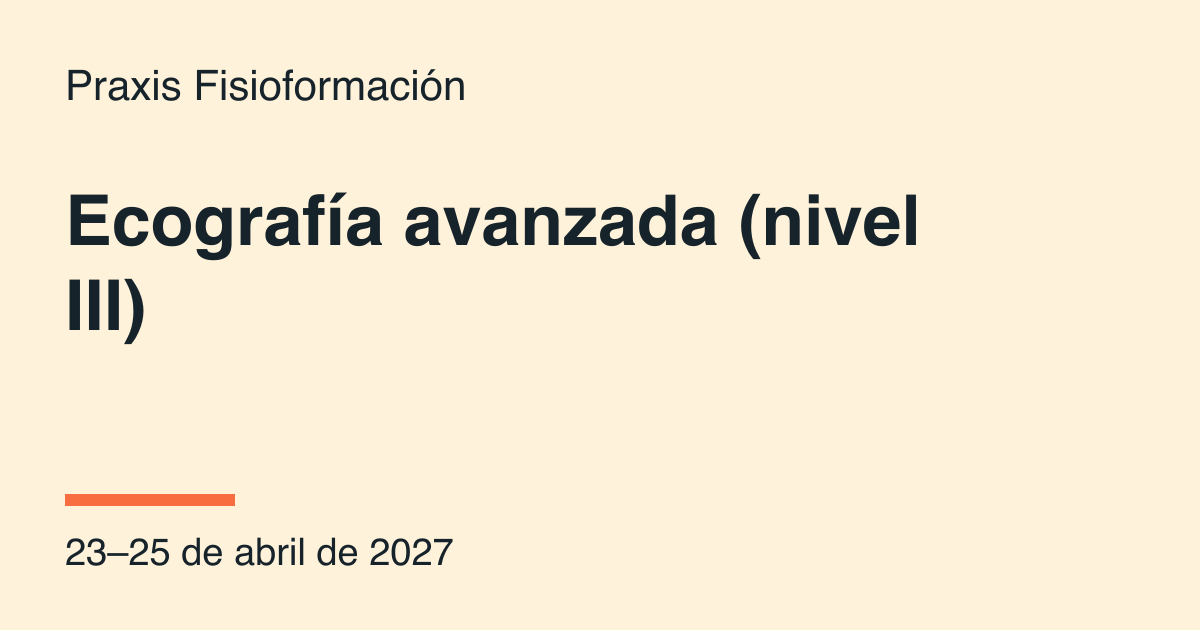 Praxis Fisioformación
Ecografía avanzada (nivel
III)
23–25 de abril de 2027